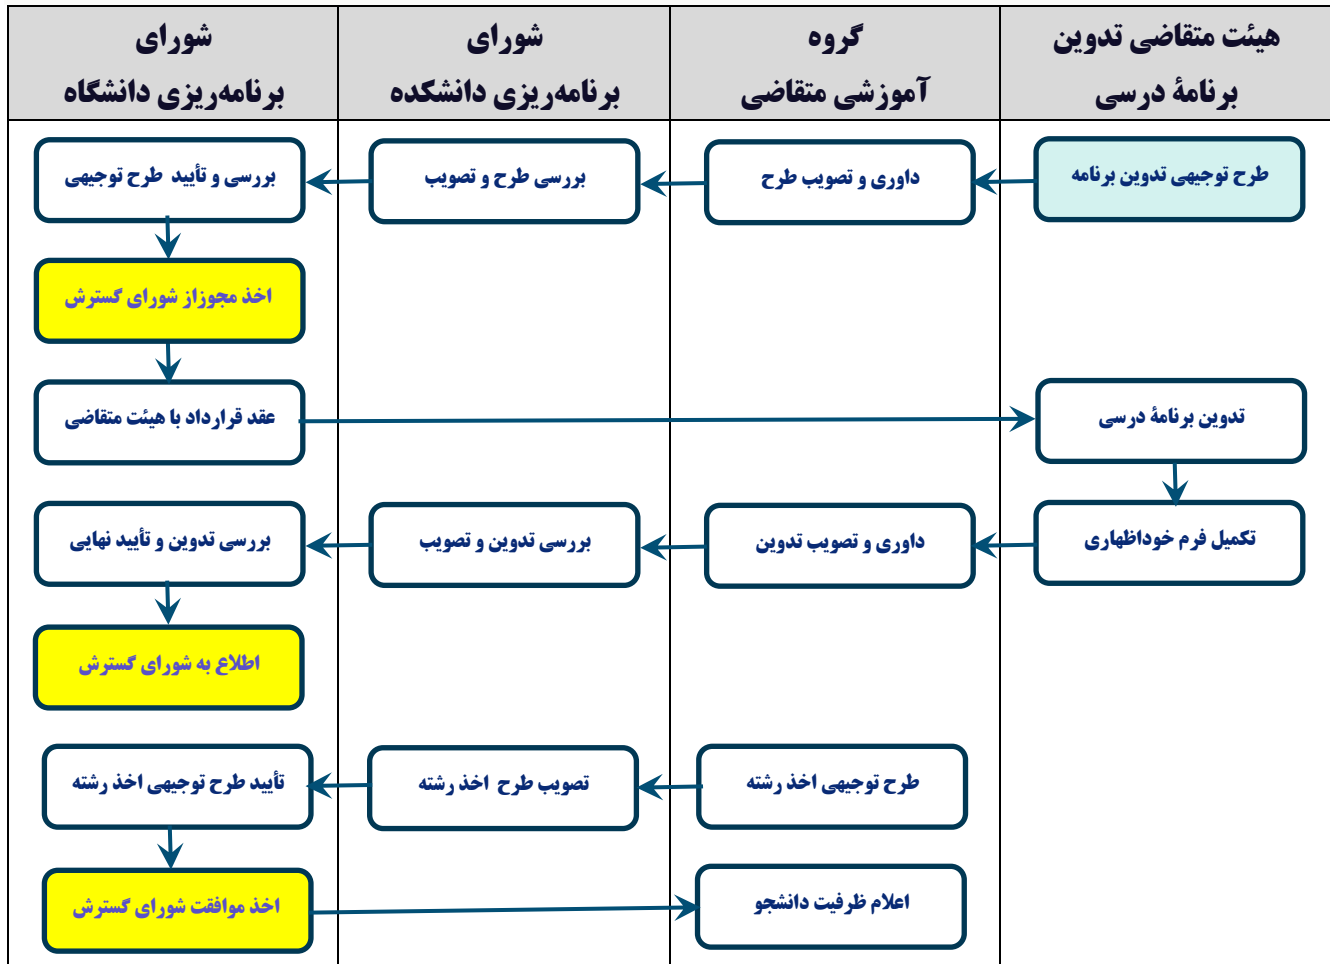 هیئت متقاضی تدوین
برنامهٔ درسی
گروه
آموزشی متقاضی
شورای
برنامه‌ریزی دانشکده
شورای
برنامه‌ریزی دانشگاه
طرح توجیهی تدوین برنامه
داوری و تصویب طرح
بررسی طرح و تصویب
بررسی و تأیید طرح توجیهی
اخذ مجوزاز شورای گسترش
عقد قرارداد با هیئت متقاضی
تدوین برنامهٔ درسی
تکمیل فرم خوداظهاری
داوری و تصویب تدوین
بررسی تدوین و تصویب
بررسی تدوین و تأیید نهایی
اطلاع به شورای گسترش
طرح توجیهی اخذ رشته
تصویب طرح اخذ رشته
تأیید طرح توجیهی اخذ رشته
اخذ موافقت شورای گسترش
اعلام ظرفیت دانشجو